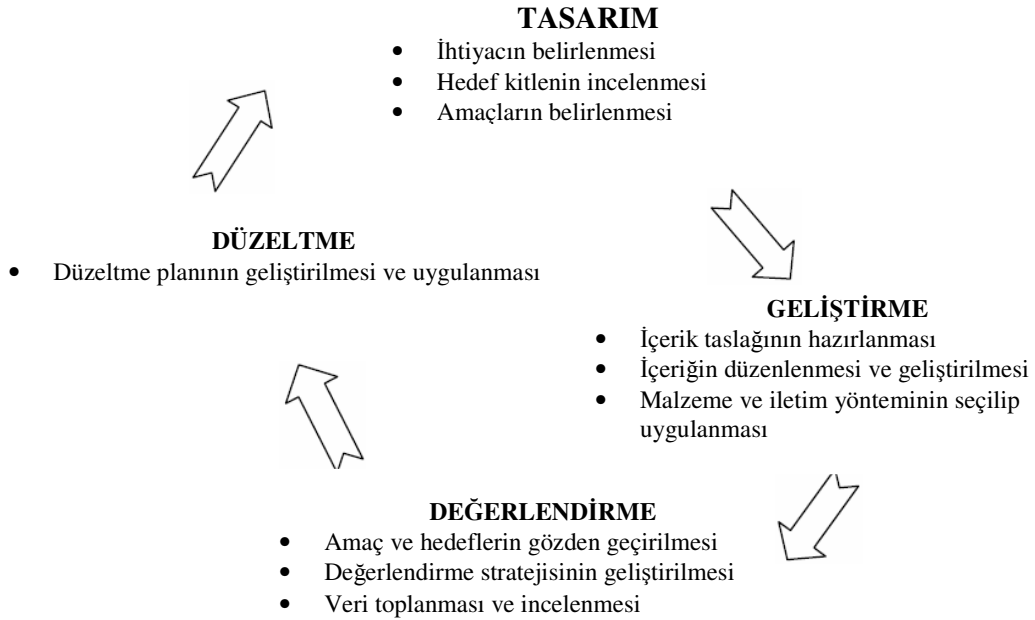 TASARIM
• İhtiyacın belirlenmesi
• Hedef kitlenin incelenmesi
• Amaçların belirlenmesi
DÜZELTME
• Düzeltme planının geliştirilmesi ve uygulanması
GELİŞTİRME
• İçerik taslağının hazırlanması
• İçeriğin düzenlenmesi ve geliştirilmesi
• Malzeme ve iletim yönteminin seçilip
uygulanması
DEĞERLENDİRME
• Amaç ve hedeflerin gözden geçirilmesi
• Değerlendirme stratejisinin geliştirilmesi
• Veri toplanması ve incelenmesi